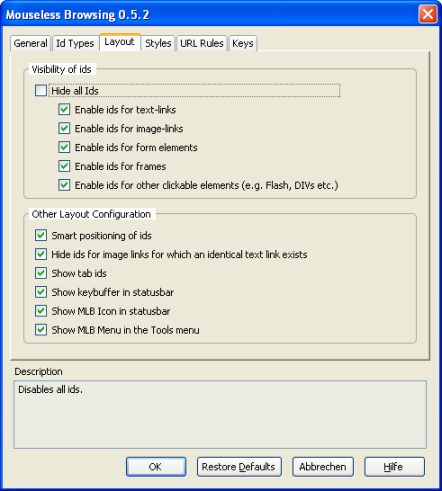 Mouseless Browsing 0.5.2
General Id Types Layout Styles URL Rules Keys
Visibility of ids
Hide all Ids
Enable ids for text-links
Enable ids for image-links
Enable ids for form elements
Enable ids for frames
Enable ids for other clickable elements (e.g. Flash, DIVs etc.)
Other Layout Configuration
Smart positioning of ids
Hide ids for image links for which an identical text link exists
Show tab ids
Show keybuffer in statusbar
Show MLB Icon in statusbar
Show MLB Menu in the Tools menu
Description
Disables all ids.
OK Restore Defaults Abbrechen Hilfe